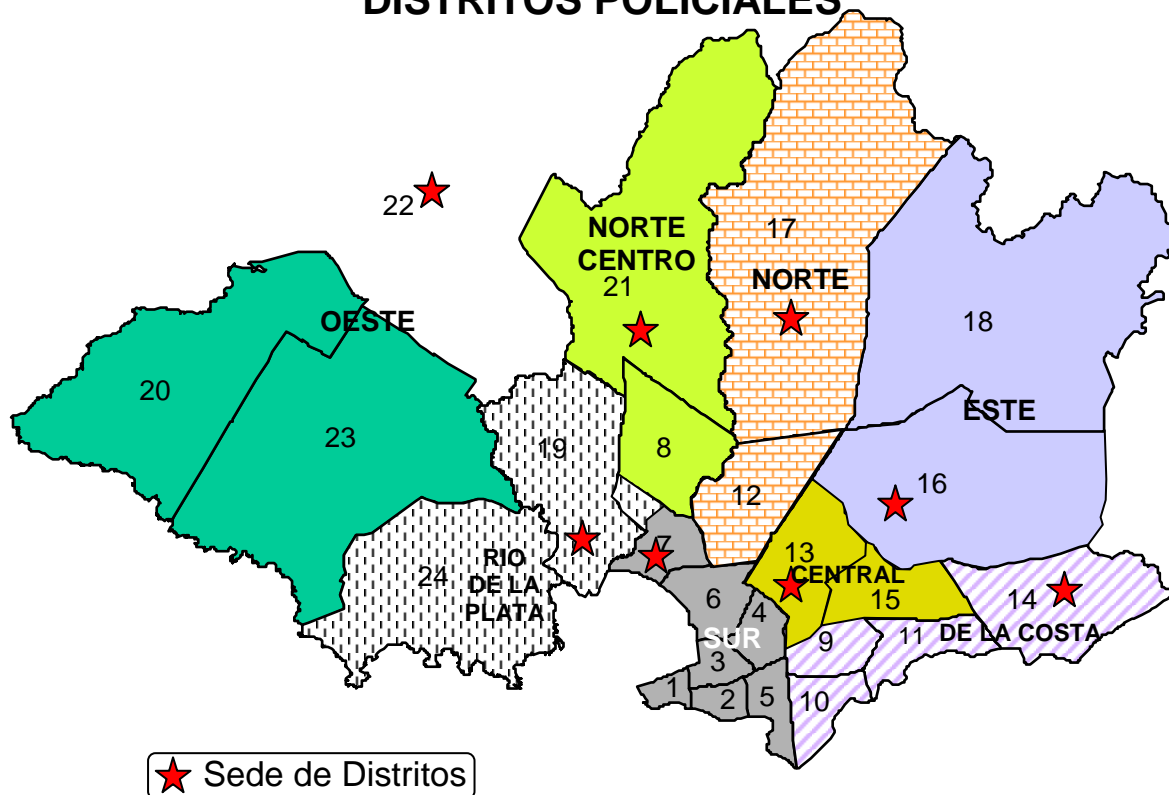 DISTRITOS POLICIALES
22
NORTE
CENTRO
21
17
NORTE
18
OESTE
20
23
ESTE
19
8
12
16
7
13
CENTRAL
15
14
24
RIO
DE LA
PLATA
6
4
SUR
9
11
DE LA COSTA
3
1
2
5
10
Sede de Distritos